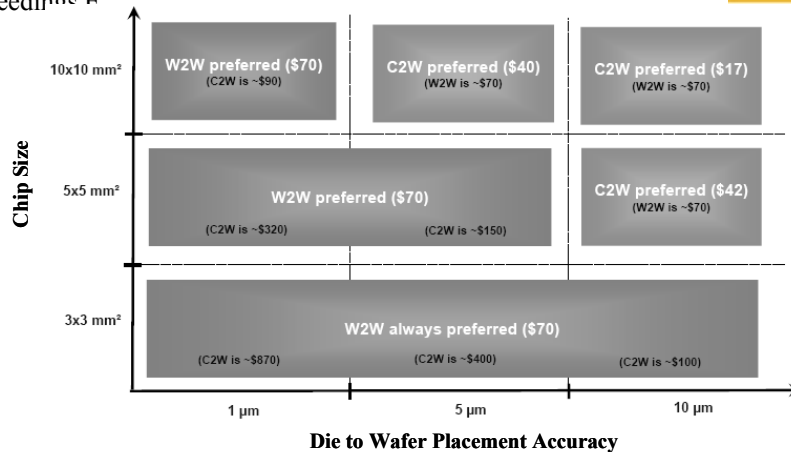 10x10 mm²
W2W preferred ($70)
(C2W is ~$90)
C2W preferred ($40)
(W2W is ~$70)
C2W preferred ($17)
(W2W is ~$70)
Chip Size
5x5 mm²
W2W preferred ($70)
(C2W is ~$320)
(C2W is ~$150)
C2W preferred ($42)
(W2W is ~$70)
3x3 mm²
W2W always preferred ($70)
(C2W is ~$870)
(C2W is ~$400)
(C2W is ~$100)
1 µm
5 µm
10 µm
Die to Wafer Placement Accuracy